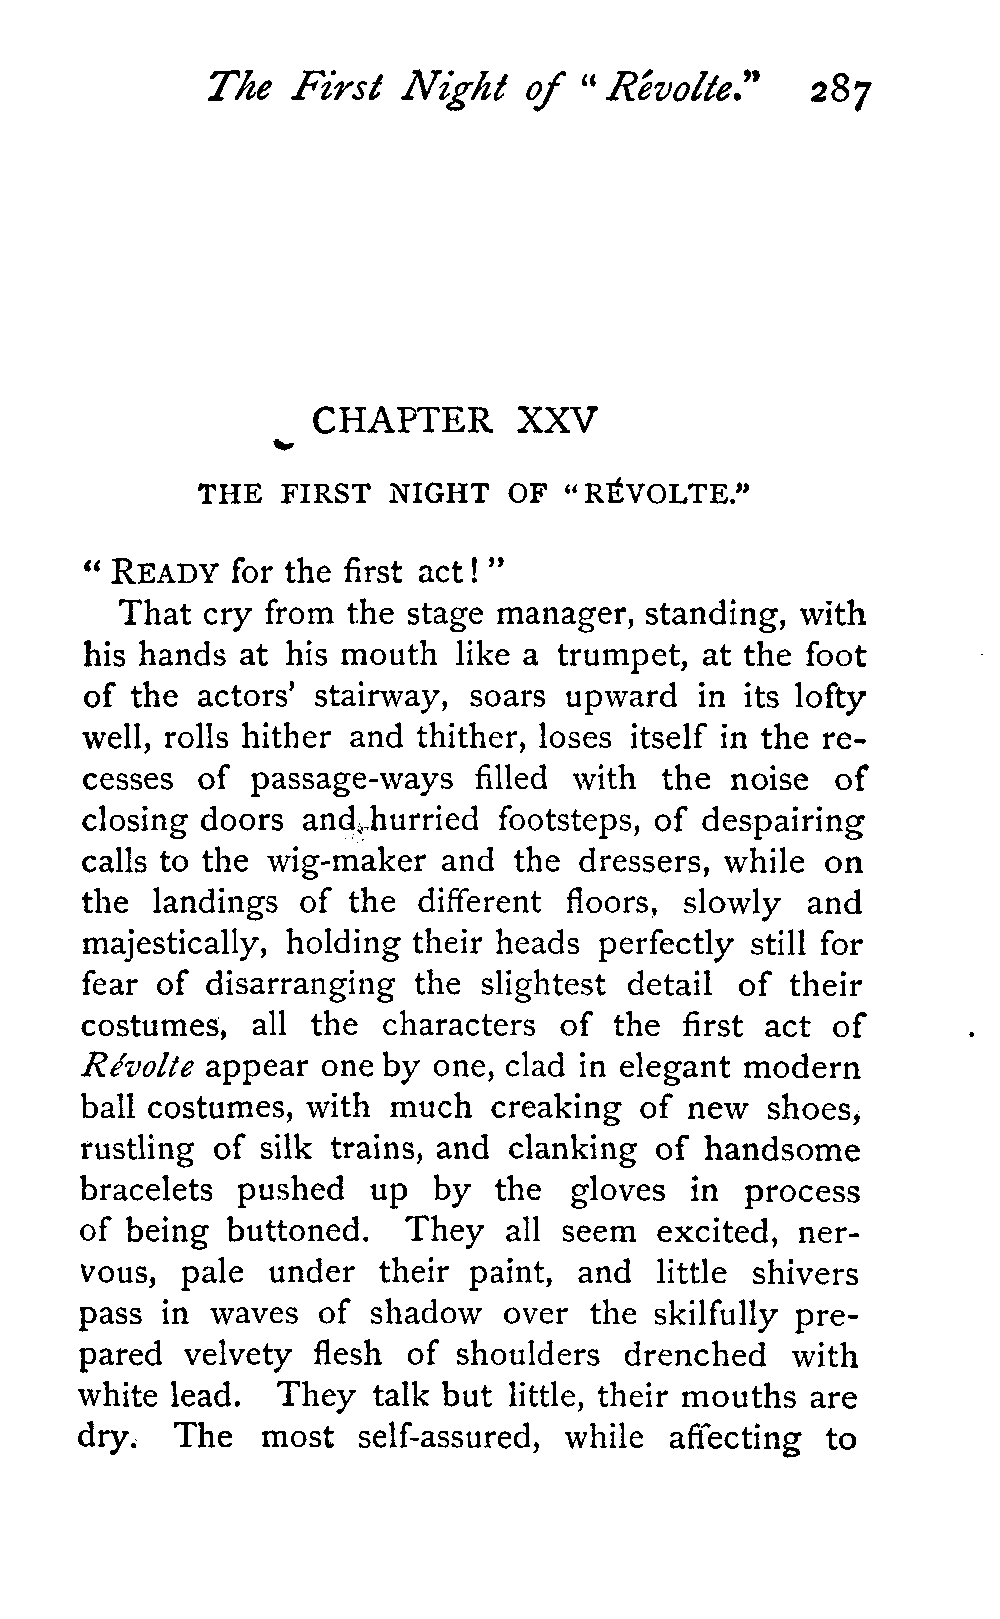 The First Night of " Révolte." 287
CHAPTER XXV
THE FIRST NIGHT OF "RÉVOLTE."
" READY for the first act! "
That cry from the stage manager, standing, with
his hands at his mouth like a trumpet, at the foot
of the actors' stairway, soars upward in its lofty
well, rolls hither and thither, loses itself in the re-
cesses of passage-ways filled with the noise of
closing doors and hurried footsteps, of despairing
calls to the wig-maker and the dressers, while on
the landings of the different floors, slowly and
majestically, holding their heads perfectly still for
fear of disarranging the slightest detail of their
costumes, all the characters of the first act of
Révolte appear one by one, clad in elegant modern
ball costumes, with much creaking of new shoes,
rustling of silk trains, and clanking of handsome
bracelets pushed up by the gloves in process
of being buttoned. They all seem excited, ner-
vous, pale under their paint, and little shivers
pass in waves of shadow over the skilfully pre-
pared velvety flesh of shoulders drenched with
white lead. They talk but little, their mouths are
dry. The most self-assured, while affecting to